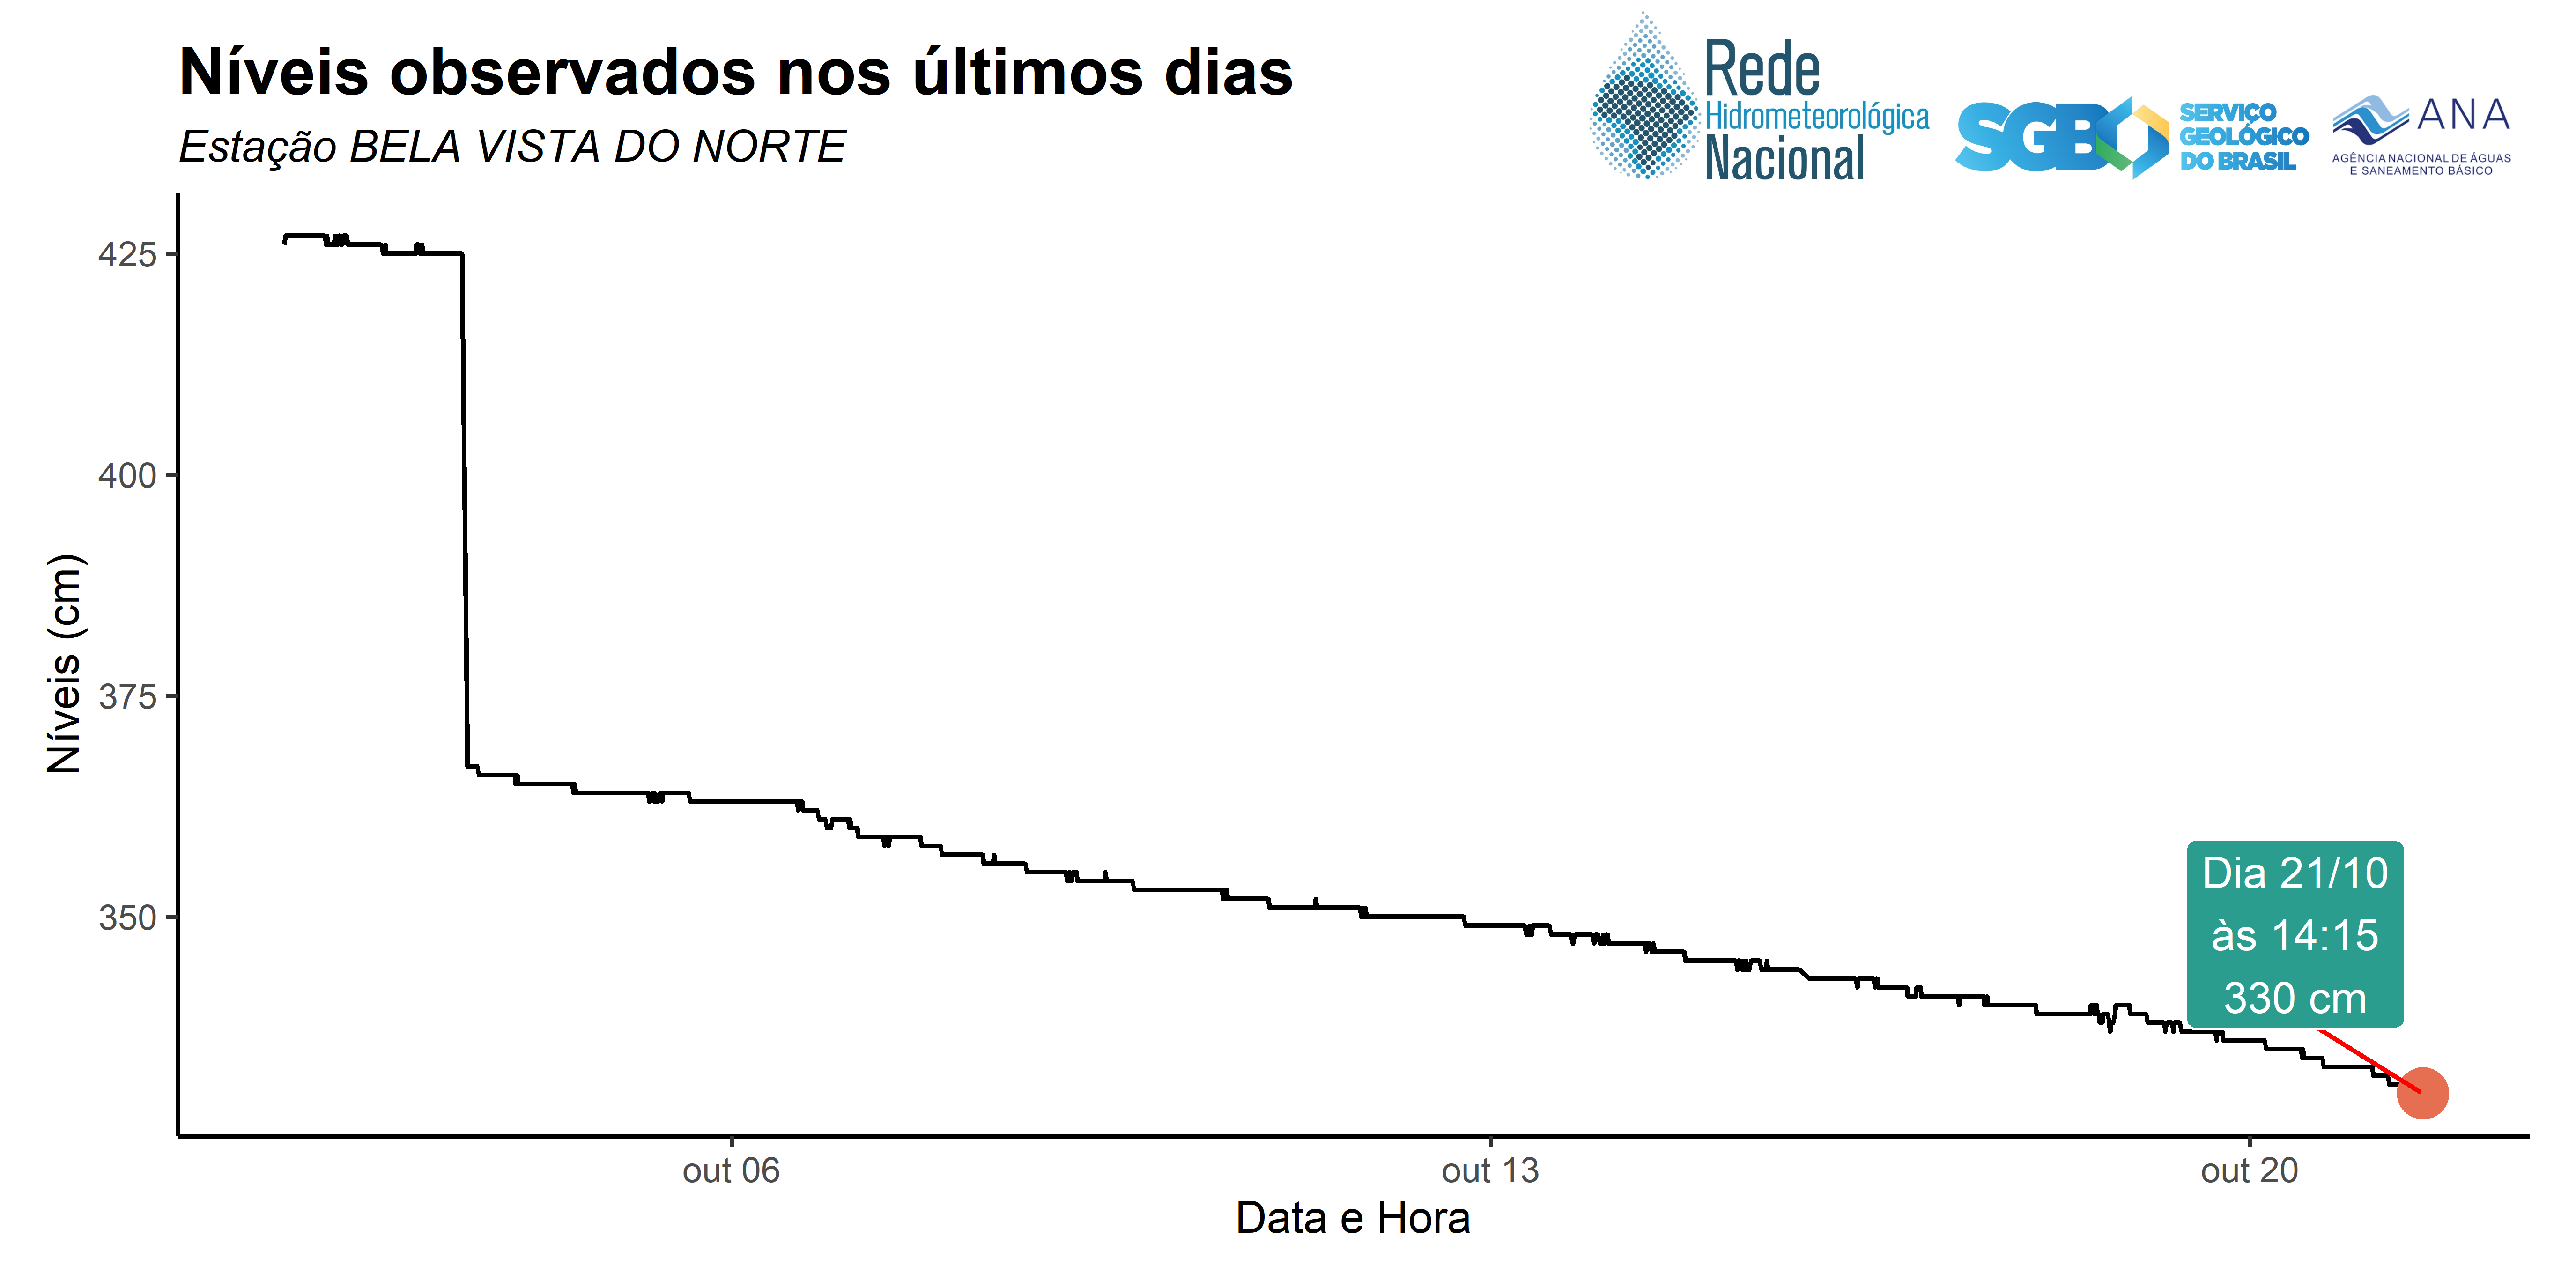 Níveis observados nos últimos dias
Estação BELA VISTA DO NORTE
Rede
Hidrometeorológica
Nacional
SGB
SERVIÇO
GEOLÓGICO
DO BRASIL
ANA
AGÊNCIA NACIONAL DE ÁGUAS
E SANEAMENTO BÁSICO
425
400
375
350
Níveis (cm)
Dia 21/10
às 14:15
330 cm
out 06
out 13
out 20
Data e Hora